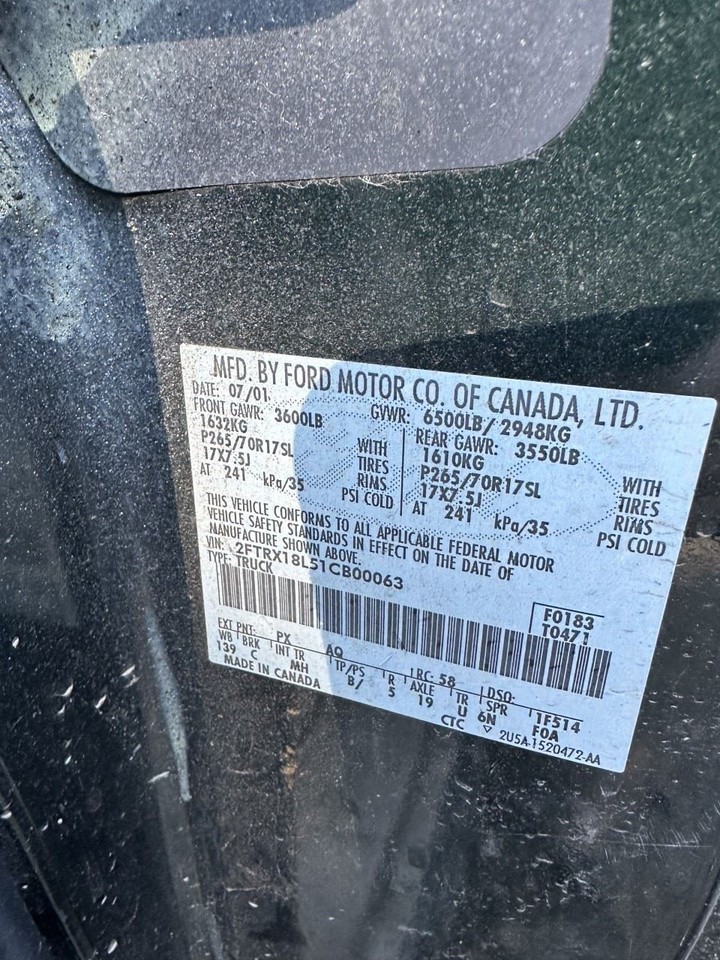 MFD. BY FORD MOTOR CO. OF CANADA, LTD.
DATE: 07/01 GVWR: 6500LB/ 2948KG
FRONT GAWR: 3600LB REAR GAWR: 3550LB
1632KG WITH 1610KG WITH
P265/70R17SL TIRES P265/70R17SL TIRES
17X7.5J RIMS 17X7.5J RIMS
AT 241 kPa/35 PSI COLD AT 241 kPa/35 PSI COLD
THIS VEHICLE CONFORMS TO ALL APPLICABLE FEDERAL MOTOR
VEHICLE SAFETY STANDARDS IN EFFECT ON THE DATE OF
MANUFACTURE SHOWN ABOVE.
VIN: 2FTRX18L51CB00063
TYPE: TRUCK
F0183
T0471
EXT PNT: PX AQ RC: 58 DSO:
WB BRK INT TR TP/PS R AXLE TR SPR 1F514
139 C MH B/ 5 19 U 6N F0A
MADE IN CANADA CTC ▽ 2U5A-1520472-AA